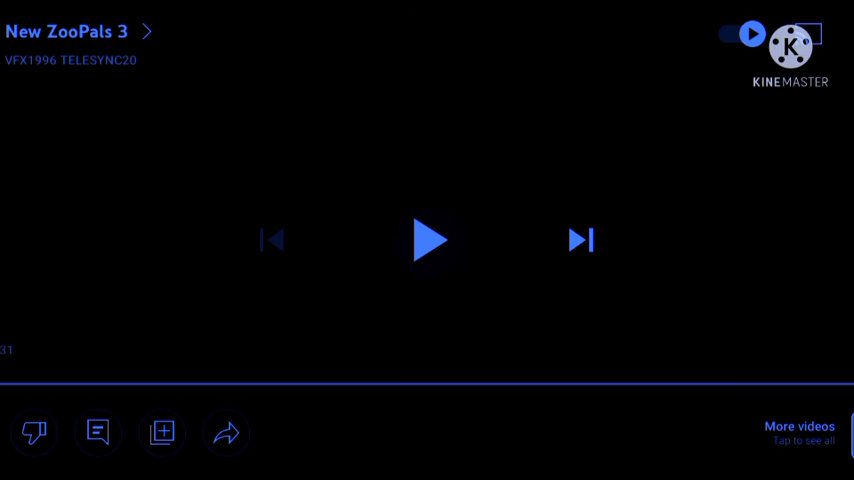 New ZooPals 3
VFX1996 TELESYNC20
K
KINEMASTER
31
More videos
Tap to see all